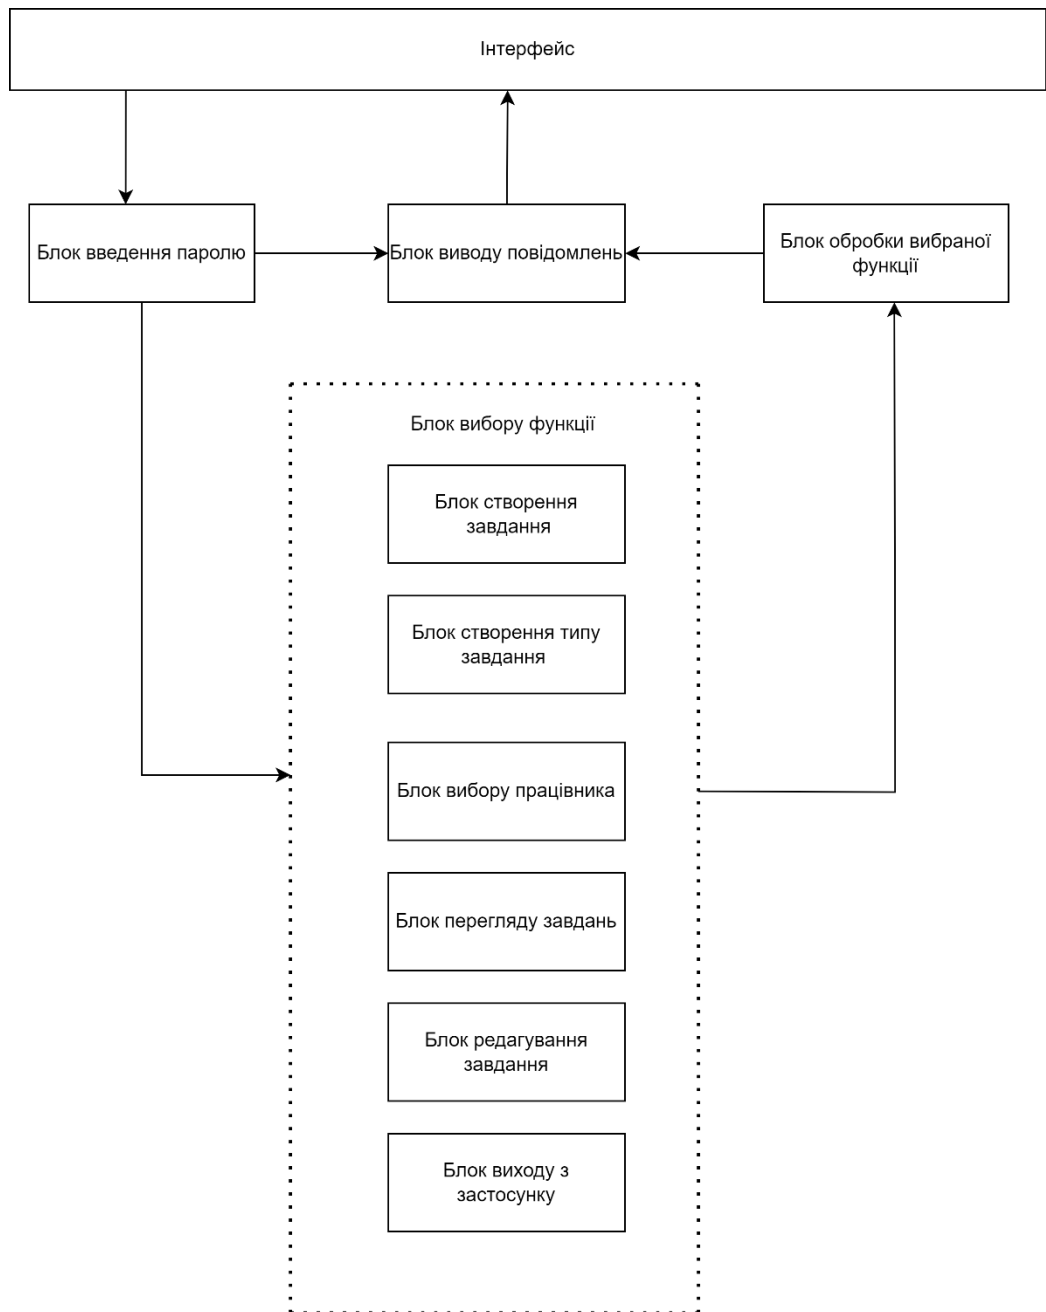 Інтерфейс
Блок введення паролю
Блок виводу повідомлень
Блок обробки вибраної
функції
Блок вибору функції
Блок створення
завдання
Блок створення типу
завдання
Блок вибору працівника
Блок перегляду завдань
Блок редагування
завдання
Блок виходу з
застосунку